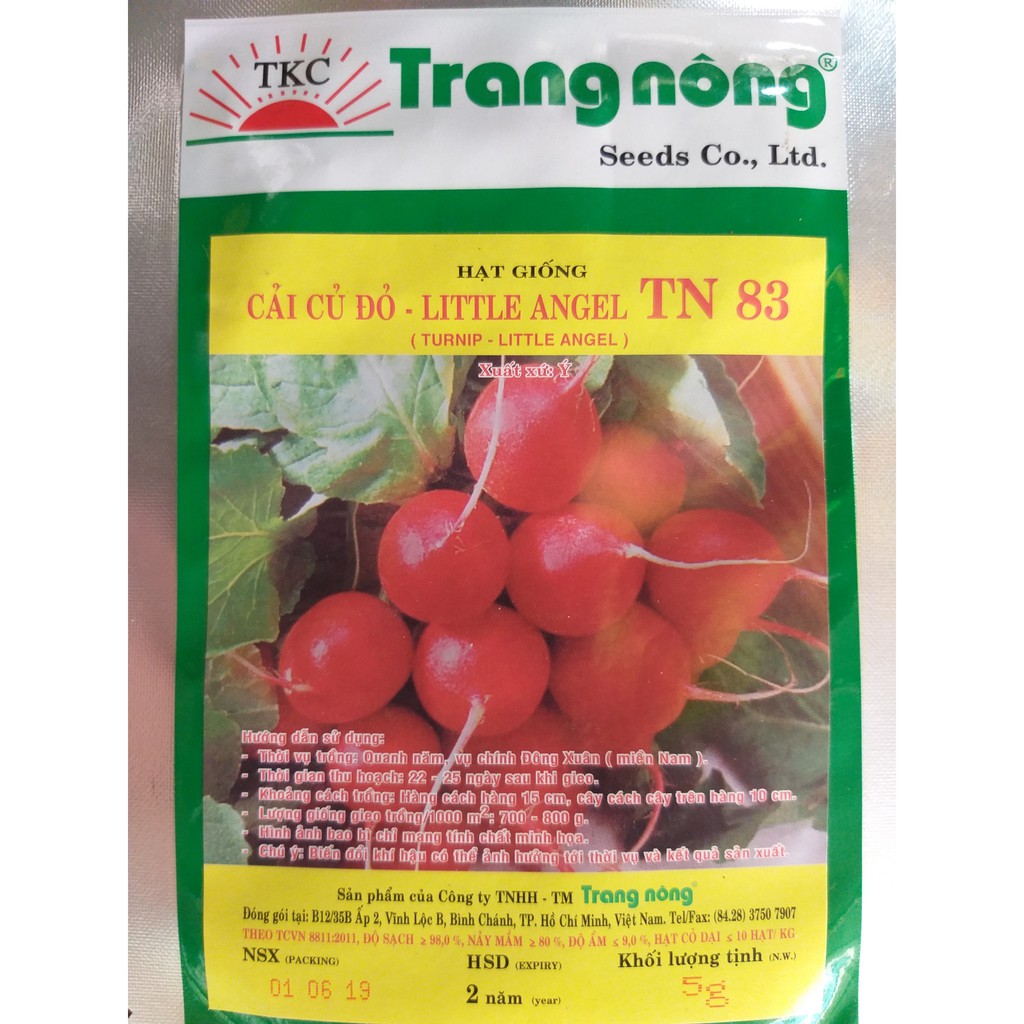 TKC
Trang nông®
Seeds Co., Ltd.
HẠT GIỐNG
CẢI CỦ ĐỎ - LITTLE ANGEL TN 83
( TURNIP - LITTLE ANGEL )
Xuất xứ: Ý
Hướng dẫn sử dụng:
- Thời vụ trồng: Quanh năm, vụ chính Đông Xuân ( miền Nam ).
- Thời gian thu hoạch: 22 - 25 ngày sau khi gieo.
- Khoảng cách trồng: Hàng cách hàng 15 cm, cây cách cây trên hàng 10 cm.
- Lượng giống gieo trồng/1000 m²: 700 - 800 g.
- Hình ảnh bao bì chỉ mang tính chất minh họa.
- Chú ý: Biến đổi khí hậu có thể ảnh hưởng tới thời vụ và kết quả sản xuất.
Sản phẩm của Công ty TNHH - TM Trang nông®
Đóng gói tại: B12/35B Ấp 2, Vĩnh Lộc B, Bình Chánh, TP. Hồ Chí Minh, Việt Nam. Tel/Fax: (84.28) 3750 7907
THEO TCVN 8811:2011, ĐỘ SẠCH ≥ 98,0 %, NẢY MẦM ≥ 80 %, ĐỘ ẨM ≤ 9,0 %, HẠT CỎ DẠI ≤ 10 HẠT/ KG
NSX (PACKING) HSD (EXPIRY) Khối lượng tịnh (N.W.)
01 06 19 2 năm (year) 5g